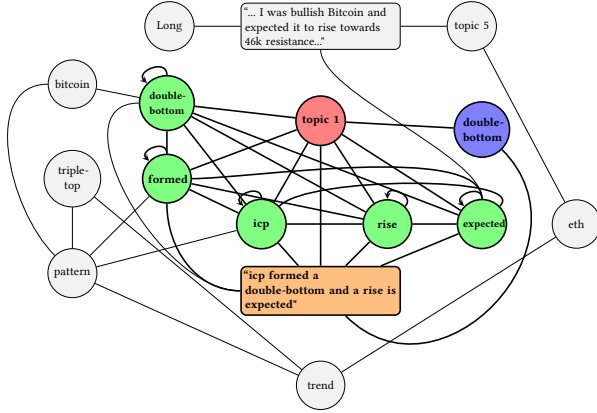 Long
"... I was bullish Bitcoin and
expected it to rise towards
46k resistance..."
topic 5
bitcoin
double-
bottom
topic 1
double-
bottom
triple-
top
formed
icp
rise
expected
eth
pattern
"icp formed a
double-bottom and a rise is
expected"
trend